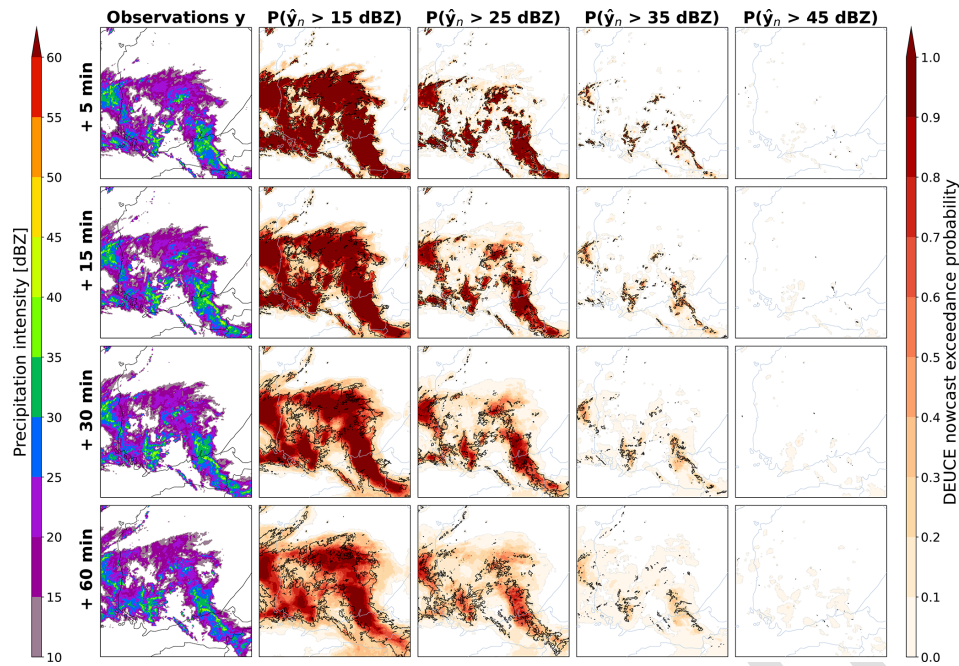 Observations y
P(ŷₙ > 15 dBZ)
P(ŷₙ > 25 dBZ)
P(ŷₙ > 35 dBZ)
P(ŷₙ > 45 dBZ)
+ 5 min
+ 15 min
+ 30 min
+ 60 min
Precipitation intensity [dBZ]
60
55
50
45
40
35
30
25
20
15
10
DEUCE nowcast exceedance probability
1.0
0.9
0.8
0.7
0.6
0.5
0.4
0.3
0.2
0.1
0.0